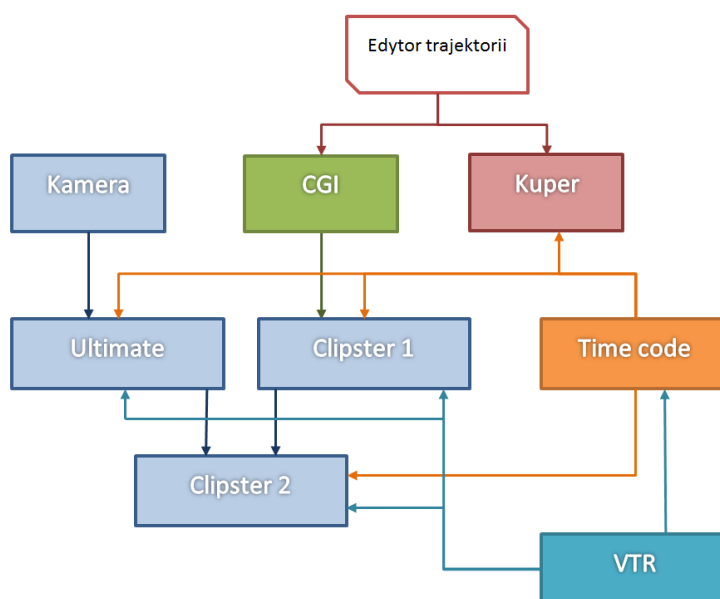 Edytor trajektorii
Kamera
CGI
Kuper
Ultimate
Clipster 1
Time code
Clipster 2
VTR